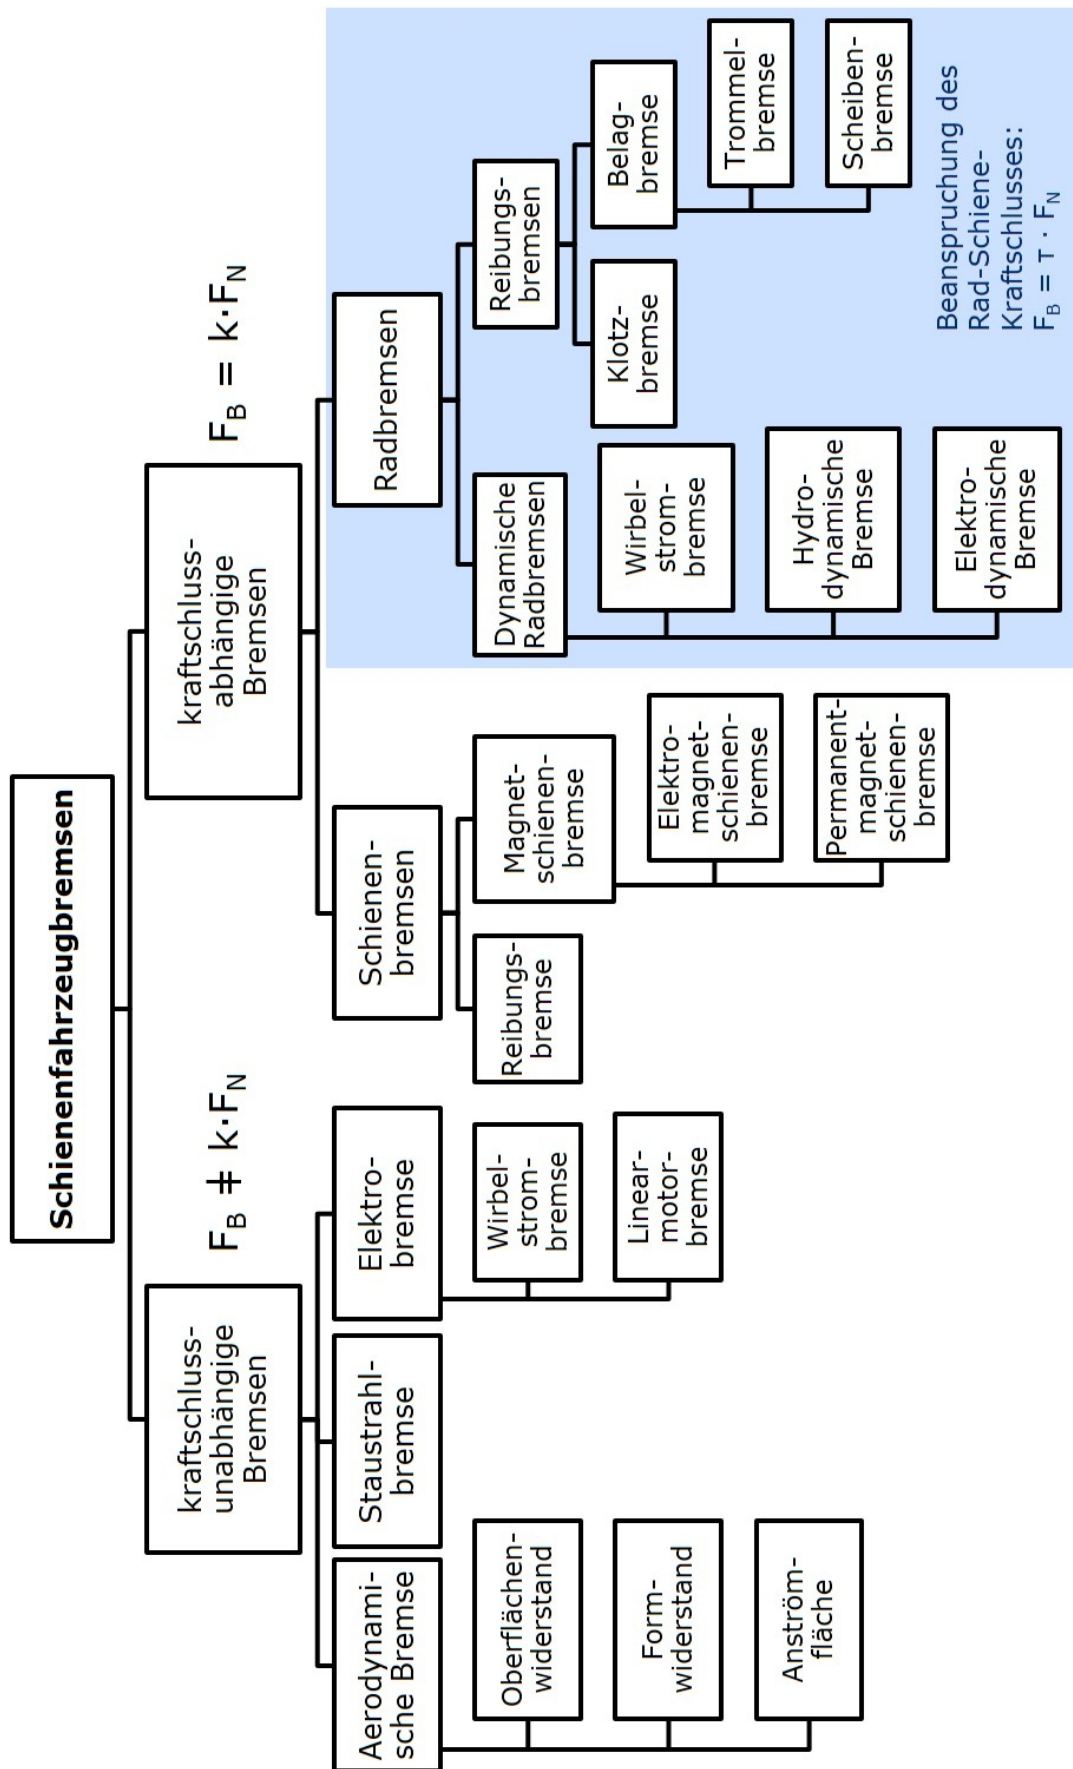 Schienenfahrzeugbremsen
kraftschluss-
unabhängige
Bremsen
F_B ≠ k·F_N
kraftschluss-
abhängige
Bremsen
F_B = k·F_N
Aerodynami-
sche Bremse
Staustrahl-
bremse
Elektro-
bremse
Schienen-
bremsen
Radbremsen
Oberflächen-
widerstand
Form-
widerstand
Anström-
fläche
Wirbel-
strom-
bremse
Linear-
motor-
bremse
Reibungs-
bremse
Magnet-
schienen-
bremse
Elektro-
magnet-
schienen-
bremse
Permanent-
magnet-
schienen-
bremse
Dynamische
Radbremsen
Wirbel-
strom-
bremse
Hydro-
dynamische
Bremse
Elektro-
dynamische
Bremse
Reibungs-
bremsen
Klotz-
bremse
Belag-
bremse
Trommel-
bremse
Scheiben-
bremse
Beanspruchung des
Rad-Schiene-
Kraftschlusses:
F_B = τ · F_N